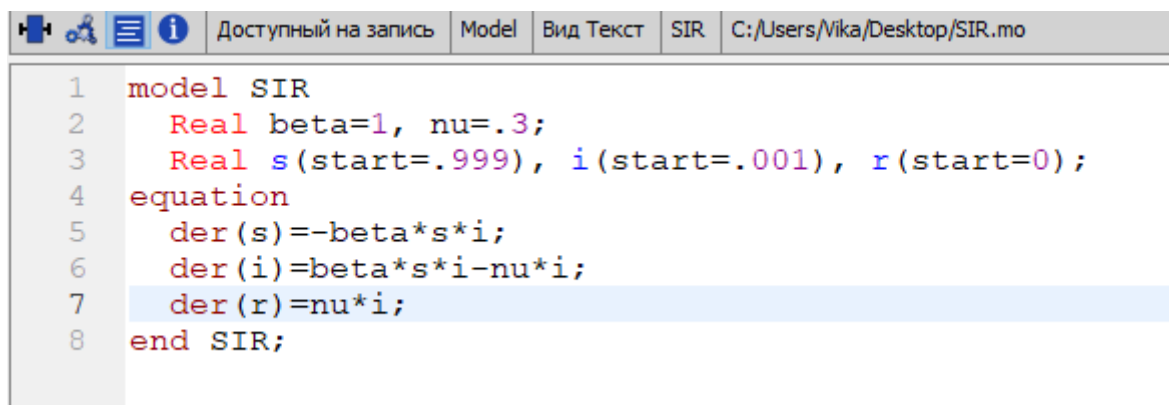 Доступный на запись Model Вид Текст SIR C:/Users/Vika/Desktop/SIR.mo
1 model SIR
2   Real beta=1, nu=.3;
3   Real s(start=.999), i(start=.001), r(start=0);
4 equation
5   der(s)=-beta*s*i;
6   der(i)=beta*s*i-nu*i;
7   der(r)=nu*i;
8 end SIR;